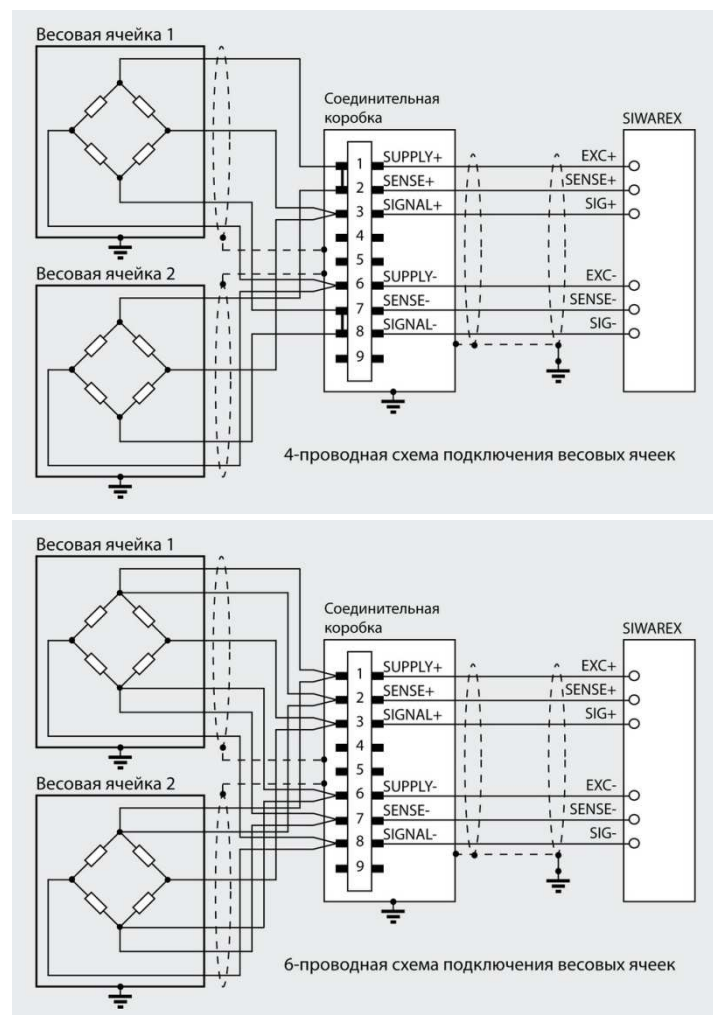 Весовая ячейка 1
Соединительная
коробка
SIWAREX
1 SUPPLY+ EXC+
2 SENSE+ SENSE+
3 SIGNAL+ SIG+
4
5
Весовая ячейка 2
6 SUPPLY- EXC-
7 SENSE- SENSE-
8 SIGNAL- SIG-
9
4-проводная схема подключения весовых ячеек
Весовая ячейка 1
Соединительная
коробка
SIWAREX
1 SUPPLY+ EXC+
2 SENSE+ SENSE+
3 SIGNAL+ SIG+
4
5
Весовая ячейка 2
6 SUPPLY- EXC-
7 SENSE- SENSE-
8 SIGNAL- SIG-
9
6-проводная схема подключения весовых ячеек